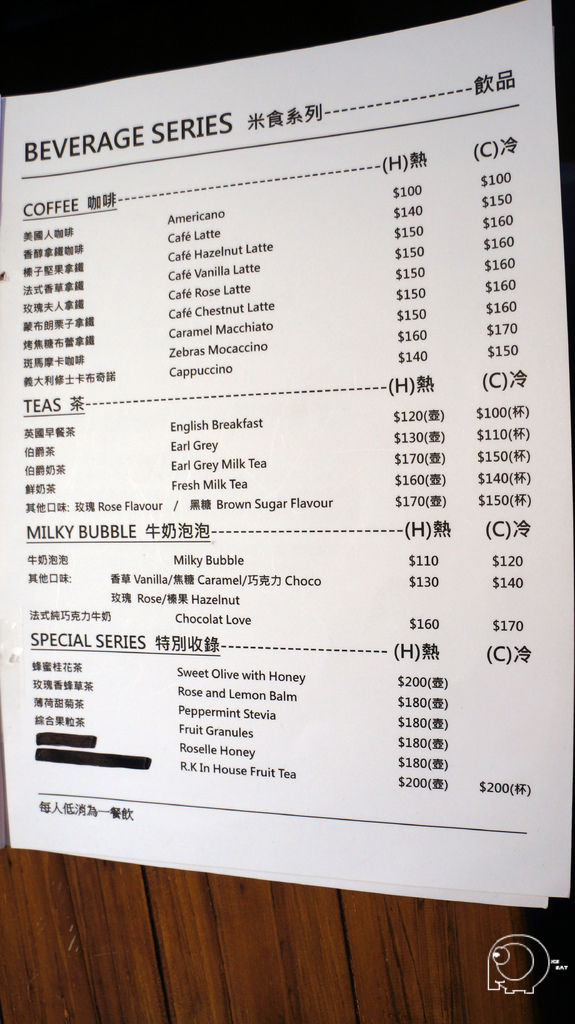 BEVERAGE SERIES 米食系列--------------------飲品
COFFEE 咖啡--------------------(H)熱 (C)冷
美國人咖啡 Americano $100 $100
香醇拿鐵咖啡 Café Latte $140 $150
榛子堅果拿鐵 Café Hazelnut Latte $150 $160
法式香草拿鐵 Café Vanilla Latte $150 $160
玫瑰夫人拿鐵 Café Rose Latte $150 $160
蒙布朗栗子拿鐵 Café Chestnut Latte $150 $160
烤焦糖布蕾拿鐵 Caramel Macchiato $150 $160
斑馬摩卡咖啡 Zebras Mocaccino $160 $170
義大利修士卡布奇諾 Cappuccino $140 $150
TEAS 茶--------------------(H)熱 (C)冷
英國早餐茶 English Breakfast $120(壺) $100(杯)
伯爵茶 Earl Grey $130(壺) $110(杯)
伯爵奶茶 Earl Grey Milk Tea $170(壺) $150(杯)
鮮奶茶 Fresh Milk Tea $160(壺) $140(杯)
其他口味: 玫瑰 Rose Flavour / 黑糖 Brown Sugar Flavour $170(壺) $150(杯)
MILKY BUBBLE 牛奶泡泡--------------------(H)熱 (C)冷
牛奶泡泡 Milky Bubble $110 $120
其他口味: 香草 Vanilla/焦糖 Caramel/巧克力 Choco $130 $140
玫瑰 Rose/榛果 Hazelnut
法式純巧克力牛奶 Chocolat Love $160 $170
SPECIAL SERIES 特別收錄--------------------(H)熱 (C)冷
蜂蜜桂花茶 Sweet Olive with Honey $200(壺)
玫瑰香蜂草茶 Rose and Lemon Balm $180(壺)
薄荷甜菊茶 Peppermint Stevia $180(壺)
綜合果粒茶 Fruit Granules $180(壺)
Roselle Honey $180(壺)
R.K In House Fruit Tea $200(壺) $200(杯)
每人低消為一餐飲
ICE
EAT